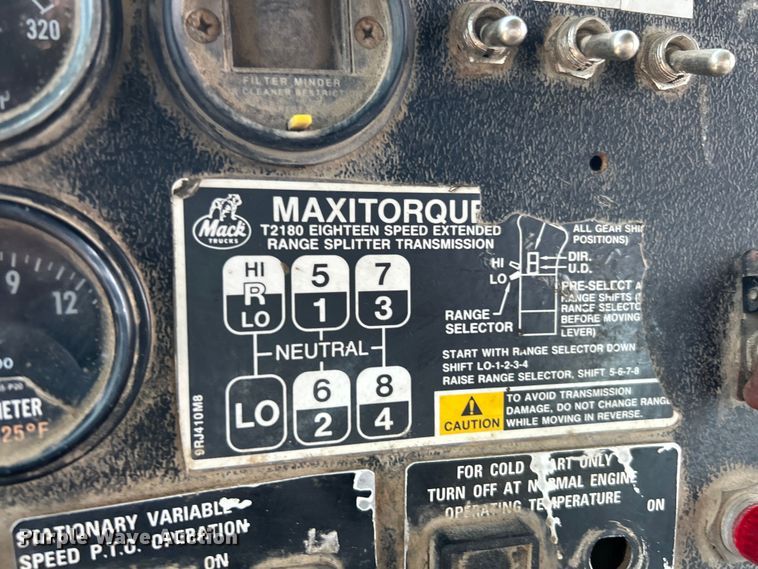 320
FILTER MINDER
CLEANER RESTRICT
Mack
TRUCKS
MAXITORQUE
T2180 EIGHTEEN SPEED EXTENDED
RANGE SPLITTER TRANSMISSION
HI
R
LO
5
1
7
3
NEUTRAL
LO
6
2
8
4
9RJ410M8
ALL GEAR SHI
POSITIONS)
HI
LO
DIR.
U.D.
RANGE
SELECTOR
PRE-SELECT A
RANGE SHIFTS (
RANGE SELECTO
BEFORE MOVING
LEVER)
START WITH RANGE SELECTOR DOWN
SHIFT LO-1-2-3-4
RAISE RANGE SELECTOR, SHIFT 5-6-7-8
CAUTION
TO AVOID TRANSMISSION
DAMAGE, DO NOT CHANGE RANGE
WHILE MOVING IN REVERSE.
9
12
METER
25°F
STATIONARY VARIABLE
SPEED P.T.O. OPERATION
ON
FOR COLD START ONLY
TURN OFF AT NORMAL ENGINE
OPERATING TEMPERATURE
ON
Purple Wave Auction